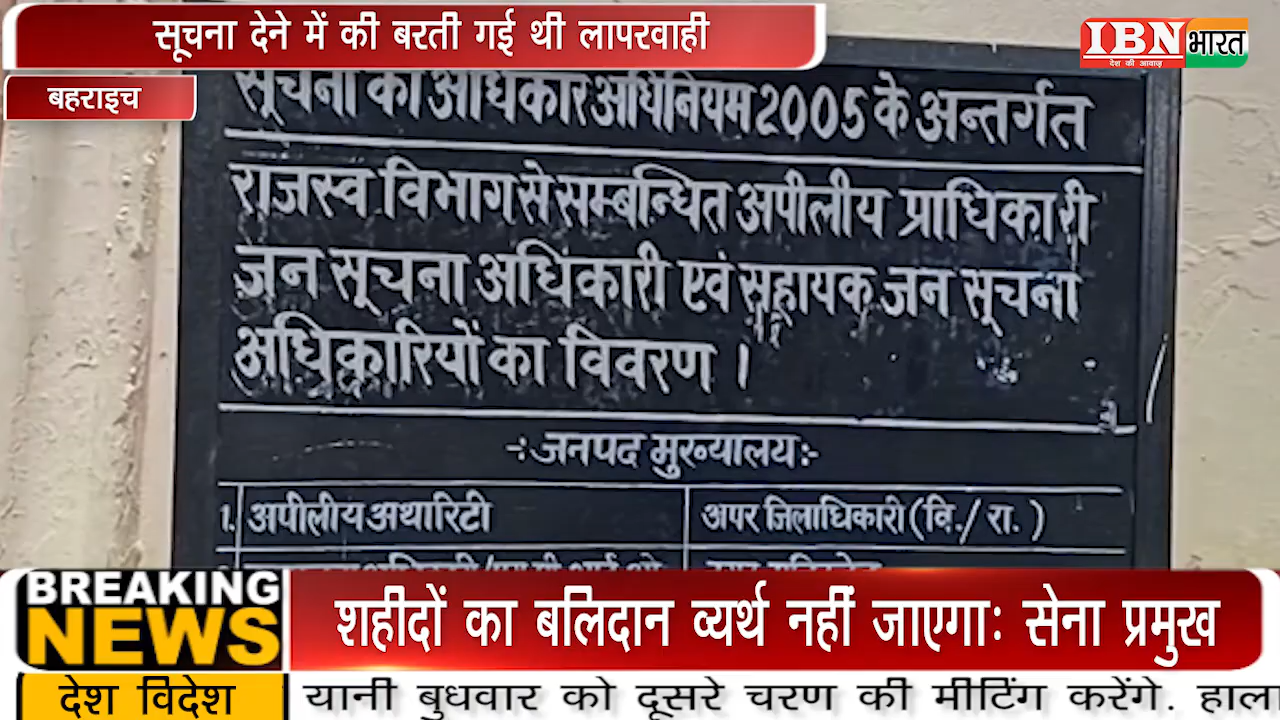 सूचना देने में की बरती गई थी लापरवाही
IBN भारत
देश की आवाज़
बहराइच
सूचना का अधिकार अधिनियम 2005 के अन्तर्गत
राजस्व विभाग से सम्बन्धित अपीलीय प्राधिकारी
जन सूचना अधिकारी एवं सहायक जन सूचना
अधिकारियों का विवरण ।
-:जनपद मुख्यालय:-
1. अपीलीय अथारिटी अपर जिलाधिकारी (वि./रा.)
BREAKING
NEWS
शहीदों का बलिदान व्यर्थ नहीं जाएगा: सेना प्रमुख
देश विदेश
यानी बुधवार को दूसरे चरण की मीटिंग करेंगे. हाला